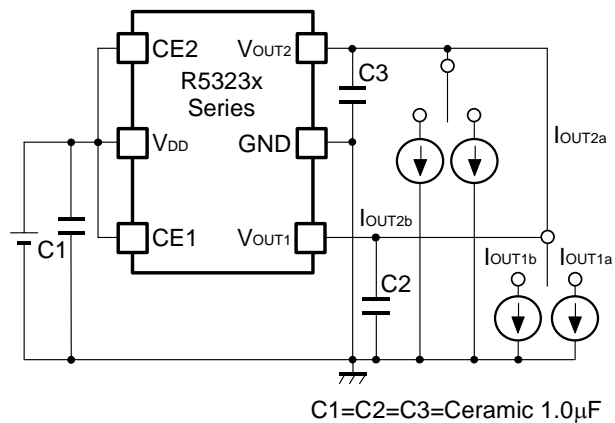 CE2
VOUT2
R5323x
Series
C3
VDD
GND
IOUT2a
C1
CE1
VOUT1
IOUT2b
C2
IOUT1b
IOUT1a
C1=C2=C3=Ceramic 1.0μF